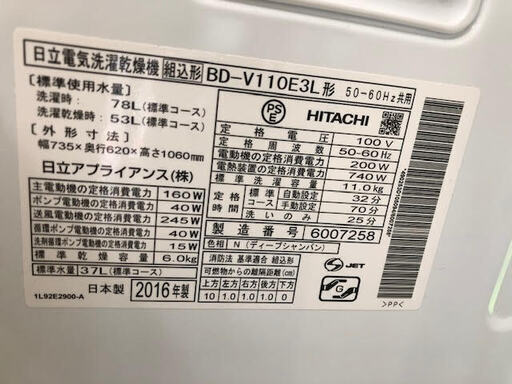 日立電気洗濯乾燥機 組込形 BD-V110E3L形 50-60Hz共用
〈標準使用水量〉
洗濯時: 78L(標準コース)
洗濯乾燥時: 53L(標準コース)
〈外形寸法〉
幅735×奥行620×高さ1060mm
日立アプライアンス(株)
主電動機の定格消費電力 160W
ポンプ電動機の定格消費電力 40W
送風電動機の定格消費電力 245W
循環ポンプ電動機の定格消費電力 40W
洗剤循環ポンプ電動機の定格消費電力 15W
標準乾燥容量 6.0kg
標準水量 37L(標準コース)
日本製 2016年製
1L92E2900-A
PS
E
HITACHI
定格電圧 100V
定格周波数 50-60Hz
電動機の定格消費電力 200W
電熱装置の定格消費電力 740W
標準洗濯容量 11.0kg
定格時間 標準 自動設定 32分
手動設定 70分
洗いのみ 25分
製造番号 6007258
色相 N(ディープシャンパン)
消防法 基準適合 組込形
可燃物からの離隔距離(cm)
上方 左方 右方 前方 後方 下方
10 1.0 1.0 1.0 1.0 0
S JET
G
>PP<